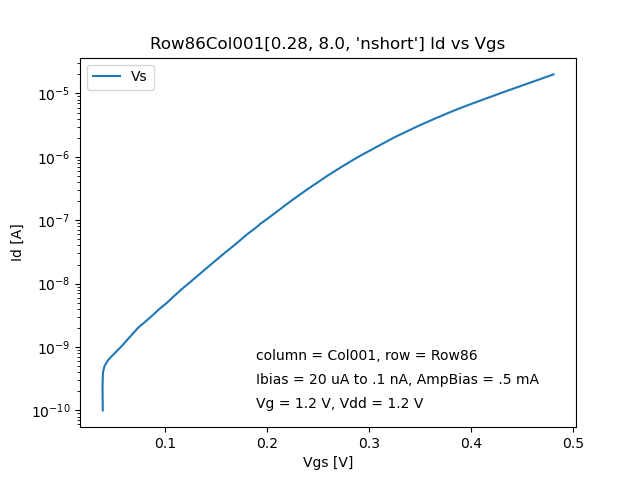 Row86Col001[0.28, 8.0, 'nshort'] Id vs Vgs
Vs
Id [A]
10⁻⁵
10⁻⁶
10⁻⁷
10⁻⁸
10⁻⁹
10⁻¹⁰
column = Col001, row = Row86
Ibias = 20 uA to .1 nA, AmpBias = .5 mA
Vg = 1.2 V, Vdd = 1.2 V
0.1 0.2 0.3 0.4 0.5
Vgs [V]